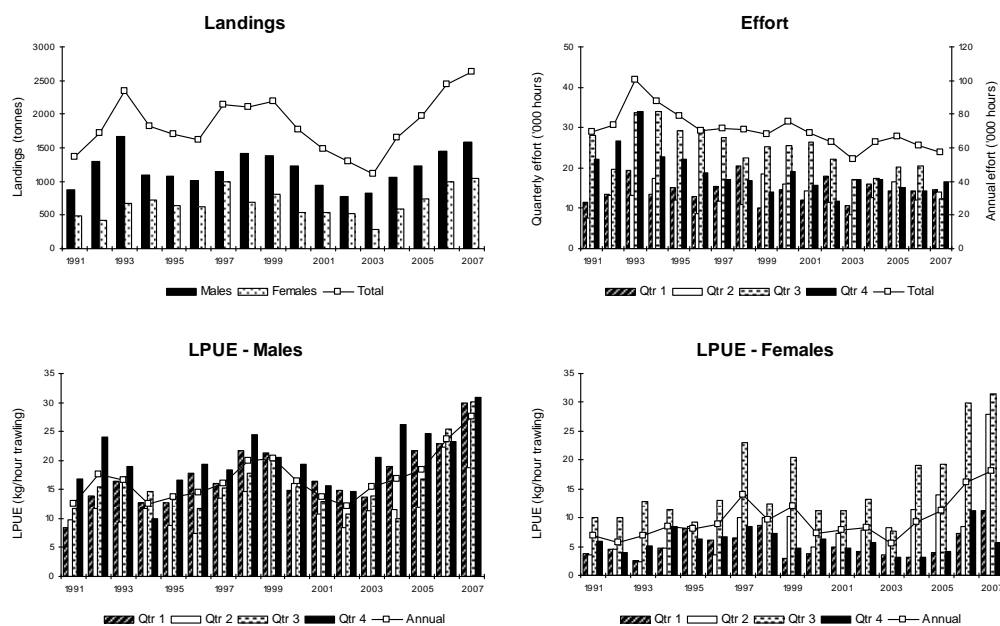 Landings
Landings (tonnes)
3000
2500
2000
1500
1000
500
0
1991 1993 1995 1997 1999 2001 2003 2005 2007
Males Females Total
Effort
Quarterly effort ('000 hours)
50
40
30
20
10
0
120
100
80
60
40
20
0
Annual effort ('000 hours)
1991 1993 1995 1997 1999 2001 2003 2005 2007
Qtr 1 Qtr 2 Qtr 3 Qtr 4 Total
LPUE - Males
LPUE (kg/hour trawling)
35
30
25
20
15
10
5
0
1991 1993 1995 1997 1999 2001 2003 2005 2007
Qtr 1 Qtr 2 Qtr 3 Qtr 4 Annual
LPUE - Females
LPUE (kg/hour trawling)
35
30
25
20
15
10
5
0
1991 1993 1995 1997 1999 2001 2003 2005 2007
Qtr 1 Qtr 2 Qtr 3 Qtr 4 Annual